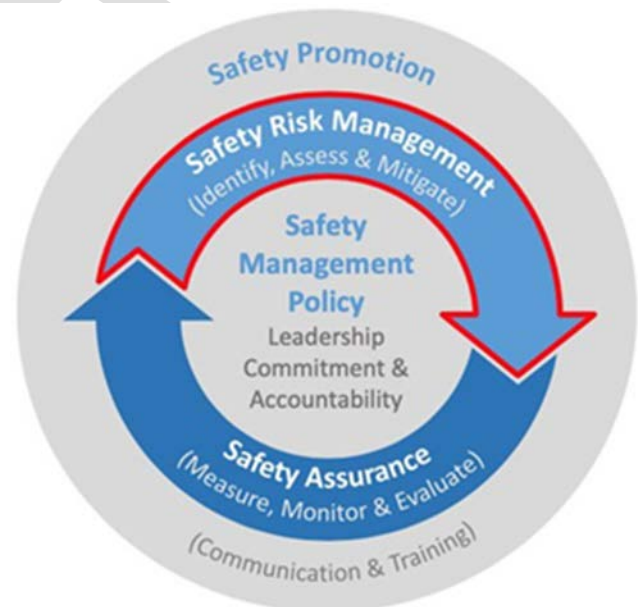 Safety Promotion
Safety Risk Management
(Identify, Assess & Mitigate)
Safety
Management
Policy
Leadership
Commitment &
Accountability
Safety Assurance
(Measure, Monitor & Evaluate)
(Communication & Training)